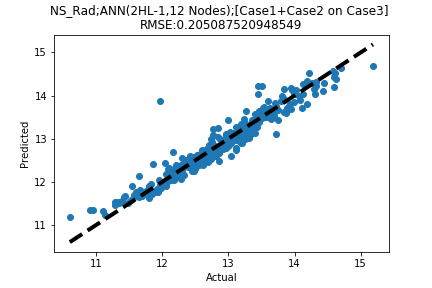 NS_Rad;ANN(2HL-1,12 Nodes);[Case1+Case2 on Case3]
RMSE:0.205087520948549
15
14
13
12
11
Predicted
11 12 13 14 15
Actual